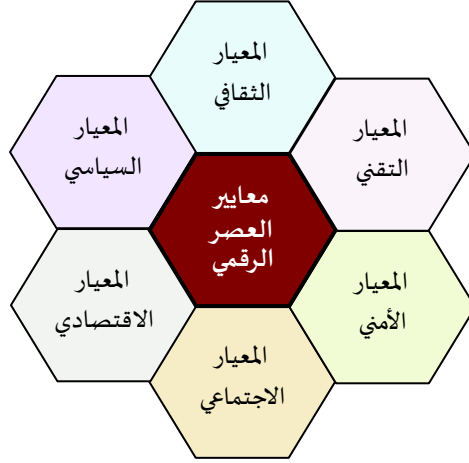 المعيار
الثقافي
المعيار
التقني
المعيار
السياسي
معايير
العصر
الرقمي
المعيار
الأمني
المعيار
الاقتصادي
المعيار
الاجتماعي